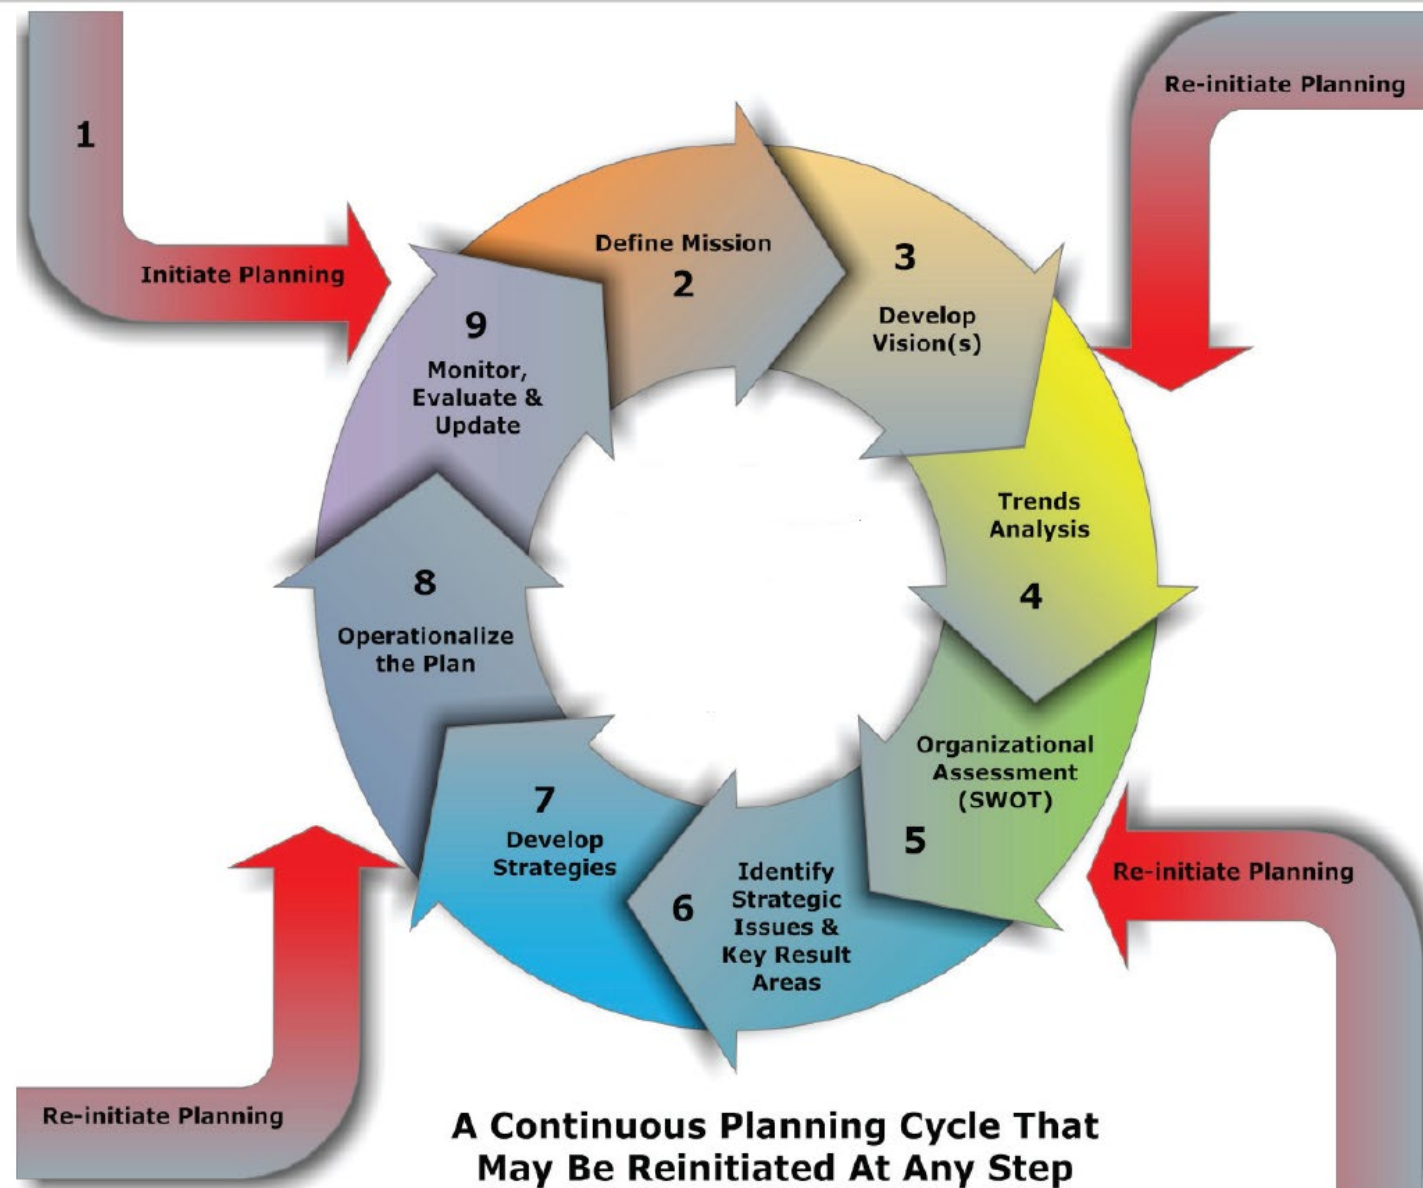 1
Initiate Planning
Re-initiate Planning
Define Mission
2
3
Develop
Vision(s)
Trends
Analysis
4
Organizational
Assessment
(SWOT)
5
Re-initiate Planning
6
Identify
Strategic
Issues &
Key Result
Areas
7
Develop
Strategies
8
Operationalize
the Plan
9
Monitor,
Evaluate &
Update
Re-initiate Planning
A Continuous Planning Cycle That
May Be Reinitiated At Any Step